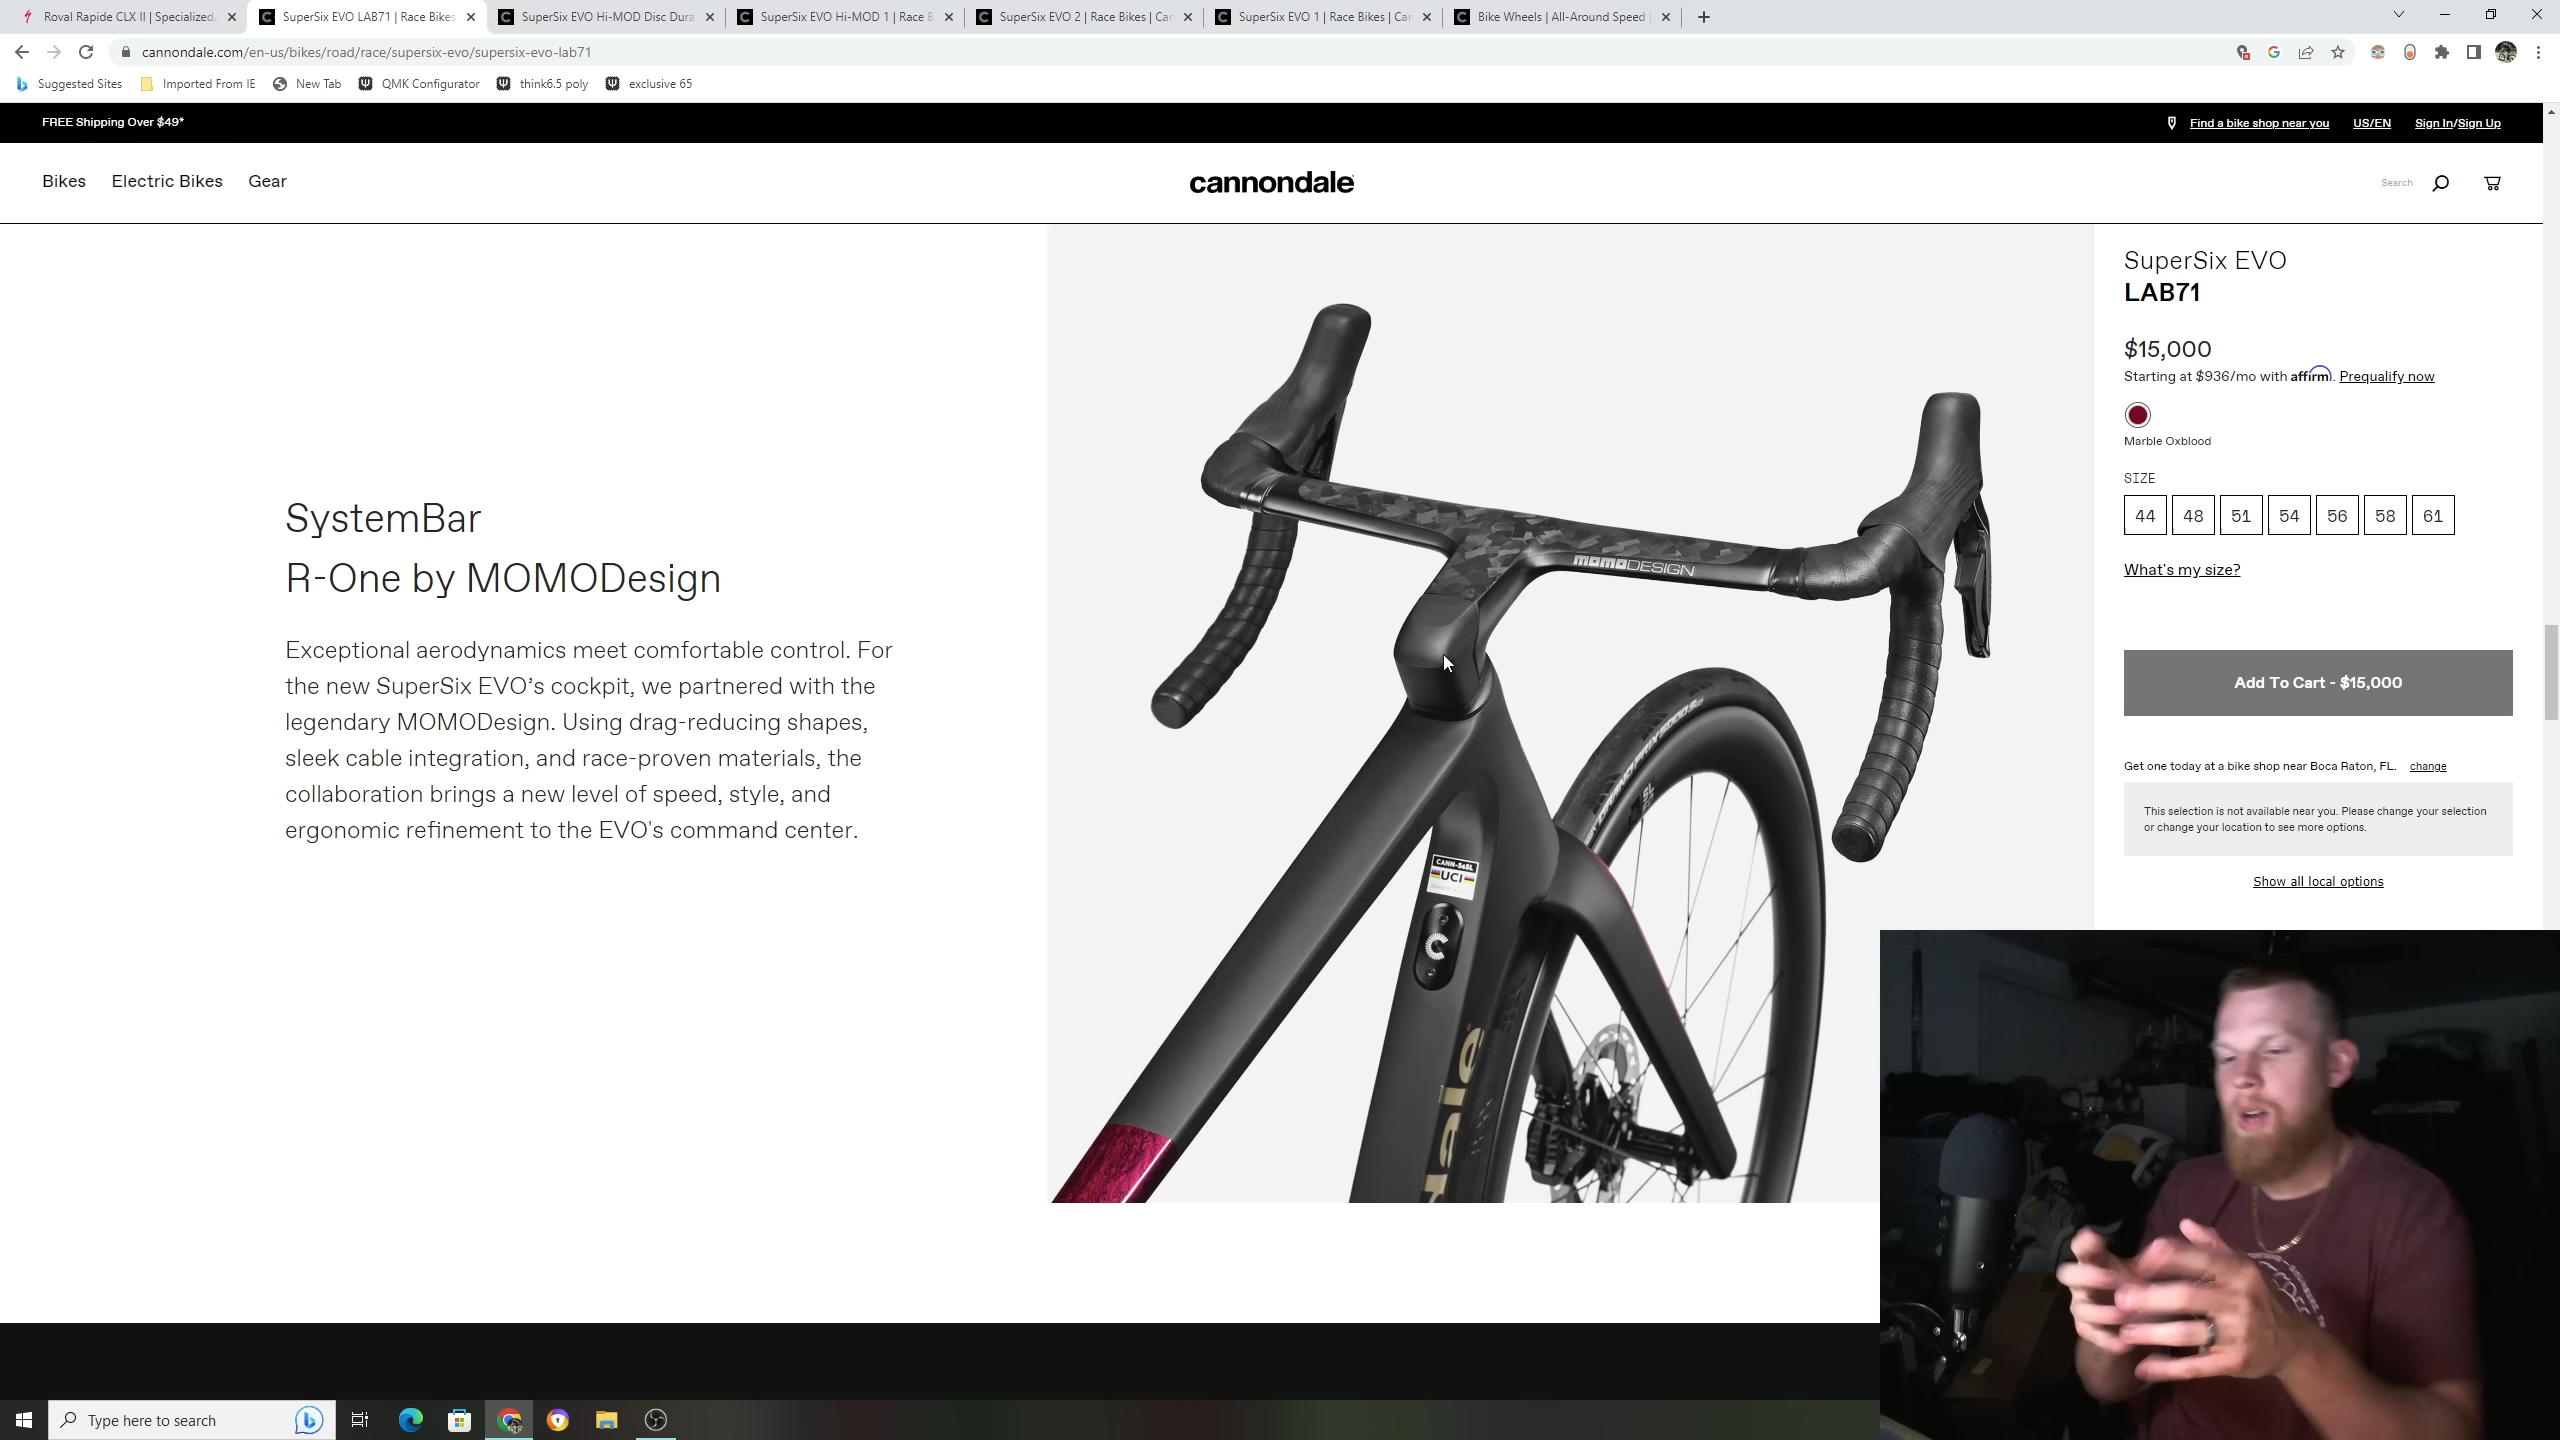 Roval Rapide CLX II | Specialized.
SuperSix EVO LAB71 | Race Bikes
SuperSix EVO Hi-MOD Disc Dura
SuperSix EVO Hi-MOD 1 | Race B
SuperSix EVO 2 | Race Bikes | Can
SuperSix EVO 1 | Race Bikes | Can
Bike Wheels | All-Around Speed |
cannondale.com/en-us/bikes/road/race/supersix-evo/supersix-evo-lab71
Suggested Sites
Imported From IE
New Tab
QMK Configurator
think6.5 poly
exclusive 65
FREE Shipping Over $49*
Find a bike shop near you
US/EN
Sign In/Sign Up
Bikes
Electric Bikes
Gear
cannondale
Search
SystemBar
R-One by MOMODesign
Exceptional aerodynamics meet comfortable control. For
the new SuperSix EVO’s cockpit, we partnered with the
legendary MOMODesign. Using drag-reducing shapes,
sleek cable integration, and race-proven materials, the
collaboration brings a new level of speed, style, and
ergonomic refinement to the EVO's command center.
momoDESIGN
CANN-S6SL
UCI
C
SL
SuperSix EVO
LAB71
$15,000
Starting at $936/mo with affirm. Prequalify now
Marble Oxblood
SIZE
44 48 51 54 56 58 61
What's my size?
Add To Cart - $15,000
Get one today at a bike shop near Boca Raton, FL. change
This selection is not available near you. Please change your selection
or change your location to see more options.
Show all local options
Type here to search